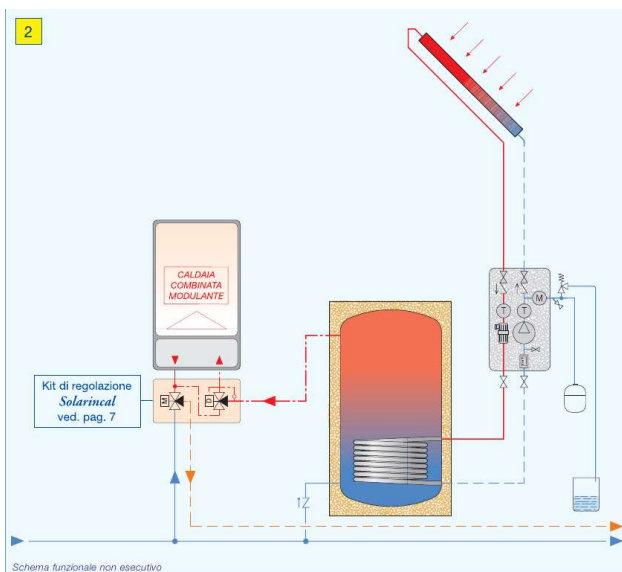 2
CALDAIA
COMBINATA
MODULANTE
M
T
T
Kit di regolazione
Solarincal
ved. pag. 7
M
D
Schema funzionale non esecutivo